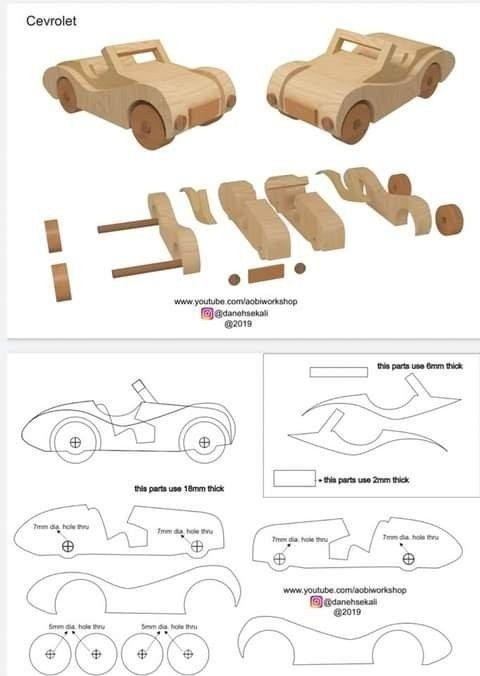 Cevrolet
www.youtube.com/aobiworkshop
@danehsekali
@2019
this parts use 6mm thick
this parts use 2mm thick
this parts use 18mm thick
7mm dia. hole thru
7mm dia. hole thru
7mm dia. hole thru
7mm dia. hole thru
www.youtube.com/aobiworkshop
@danehsekali
@2019
5mm dia. hole thru
5mm dia. hole thru